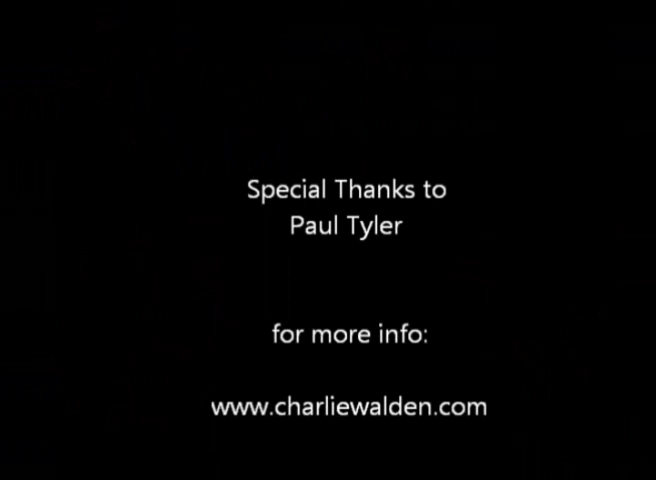 Special Thanks to
Paul Tyler
for more info:
www.charliewalden.com